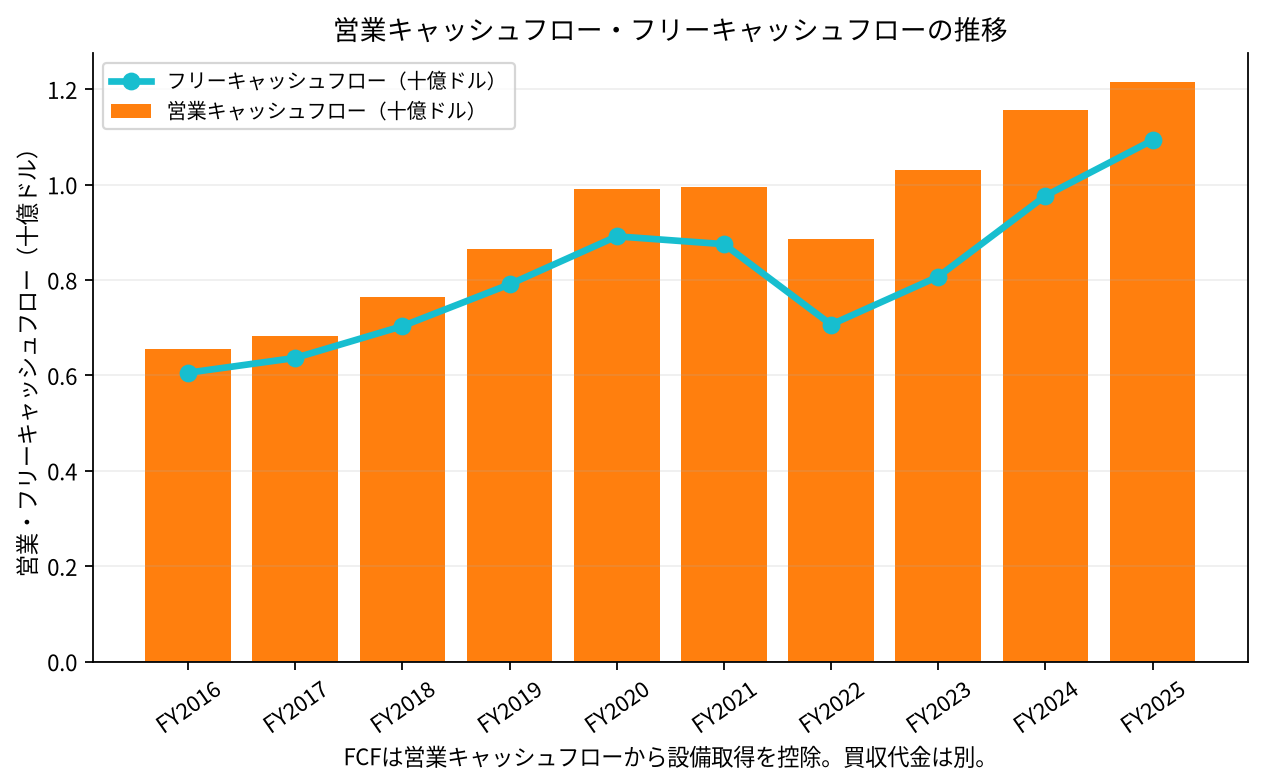 営業キャッシュフロー・フリーキャッシュフローの推移
フリーキャッシュフロー（十億ドル）
営業キャッシュフロー（十億ドル）
営業・フリーキャッシュフロー（十億ドル）
1.2
1.0
0.8
0.6
0.4
0.2
0.0
FY2016
FY2017
FY2018
FY2019
FY2020
FY2021
FY2022
FY2023
FY2024
FY2025
FCFは営業キャッシュフローから設備取得を控除。買収代金は別。